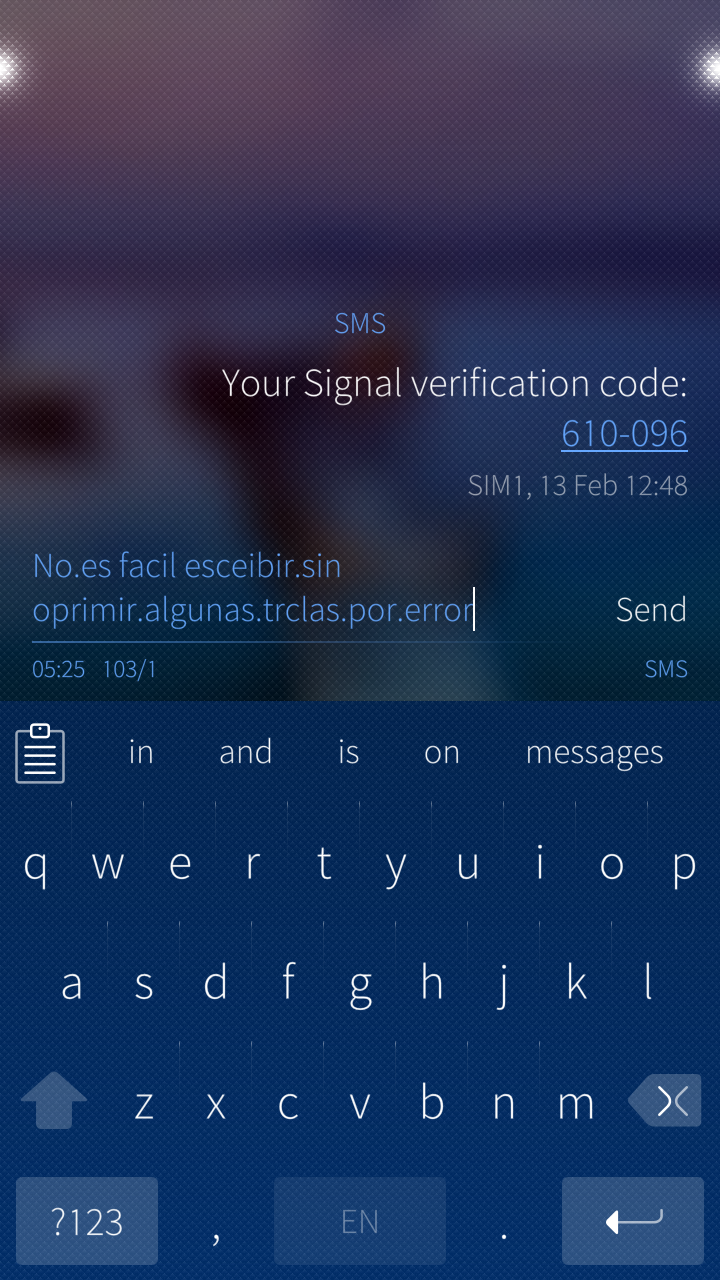 SMS
Your Signal verification code:
610-096
SIM1, 13 Feb 12:48
No.es facil esceibir.sin
oprimir.algunas.trclas.por.error
Send
05:25 103/1 SMS
in and is on messages
q w e r t y u i o p
a s d f g h j k l
z x c v b n m
?123 , EN .